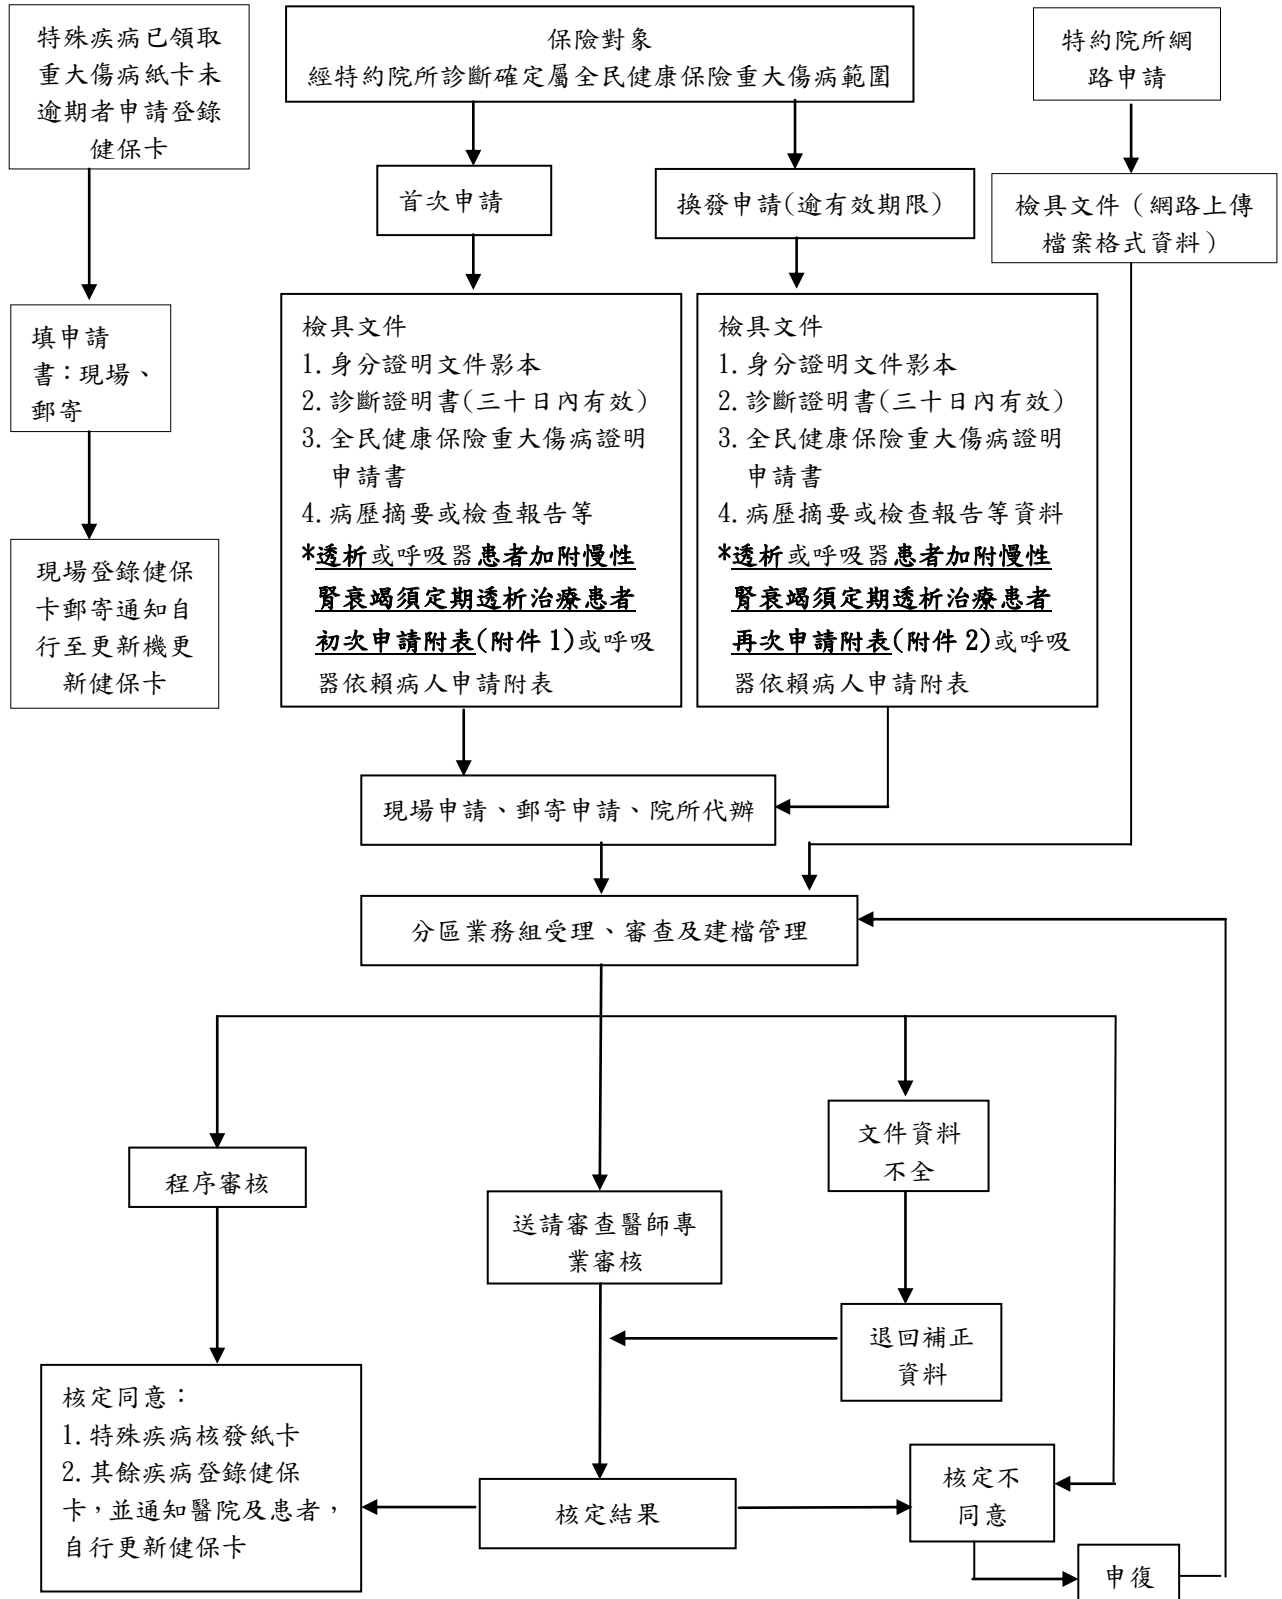 特殊疾病已領取
重大傷病紙卡未
逾期者申請登錄
健保卡
保險對象
經特約院所診斷確定屬全民健康保險重大傷病範圍
特約院所網
路申請
首次申請
換發申請(逾有效期限)
檢具文件（網路上傳
檔案格式資料）
填申請
書：現場、
郵寄
檢具文件
1.身分證明文件影本
2.診斷證明書(三十日內有效)
3.全民健康保險重大傷病證明
申請書
4.病歷摘要或檢查報告等
*透析或呼吸器患者加附慢性
腎衰竭須定期透析治療患者
初次申請附表(附件 1)或呼吸
器依賴病人申請附表
檢具文件
1.身分證明文件影本
2.診斷證明書(三十日內有效)
3.全民健康保險重大傷病證明
申請書
4.病歷摘要或檢查報告等資料
*透析或呼吸器患者加附慢性
腎衰竭須定期透析治療患者
再次申請附表(附件 2)或呼吸
器依賴病人申請附表
現場登錄健保
卡郵寄通知自
行至更新機更
新健保卡
現場申請、郵寄申請、院所代辦
分區業務組受理、審查及建檔管理
程序審核
送請審查醫師專
業審核
文件資料
不全
退回補正
資料
核定同意：
1.特殊疾病核發紙卡
2.其餘疾病登錄健保
卡，並通知醫院及患者，
自行更新健保卡
核定結果
核定不
同意
申復